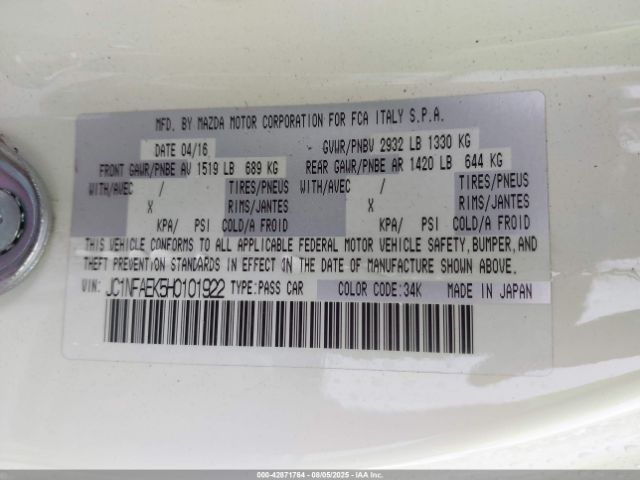 MFD. BY MAZDA MOTOR CORPORATION FOR FCA ITALY S.P.A.
DATE 04/16 GVWR/PNBV 2932 LB 1330 KG
FRONT GAWR/PNBE AV 1519 LB 689 KG REAR GAWR/PNBE AR 1420 LB 644 KG
WITH/AVEC / TIRES/PNEUS WITH/AVEC / TIRES/PNEUS
X RIMS/JANTES X RIMS/JANTES
KPA/ PSI COLD/A FROID KPA/ PSI COLD/A FROID
THIS VEHICLE CONFORMS TO ALL APPLICABLE FEDERAL MOTOR VEHICLE SAFETY, BUMPER, AND
THEFT PREVENTION STANDARDS IN EFFECT ON THE DATE OF MANUFACTURE SHOWN ABOVE.
VIN: JC1NFAEK5H0101922 TYPE:PASS CAR COLOR CODE:34K MADE IN JAPAN
000-42871764 - 08/05/2025 - IAAI.COM